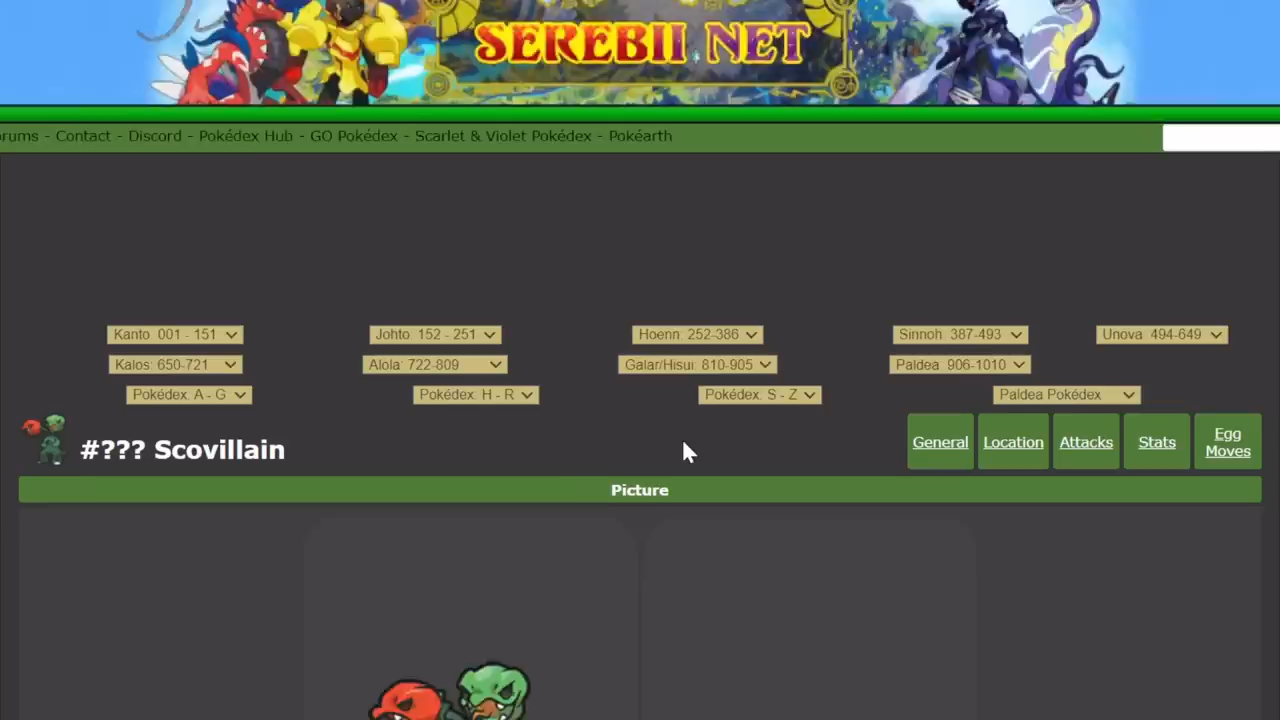 SEREBII.NET
orums - Contact - Discord - Pokédex Hub - GO Pokédex - Scarlet & Violet Pokédex - Pokéarth
Kanto: 001 - 151 Johto: 152 - 251 Hoenn: 252-386 Sinnoh: 387-493 Unova: 494-649
Kalos: 650-721 Alola: 722-809 Galar/Hisui: 810-905 Paldea: 906-1010
Pokédex: A - G Pokédex: H - R Pokédex: S - Z Paldea Pokédex
#??? Scovillain General Location Attacks Stats Egg Moves
Picture